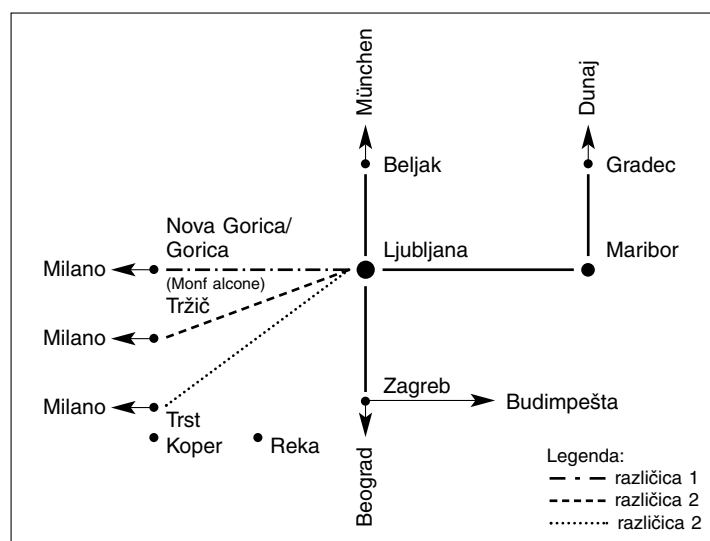 München
Dunaj
Beljak
Gradec
Nova Gorica/
Gorica
Ljubljana
Maribor
Milano
(Monf alcone)
Tržič
Milano
Milano
Trst
Koper
Reka
Zagreb
Budimpešta
Beograd
Legenda:
različica 1
različica 2
različica 2